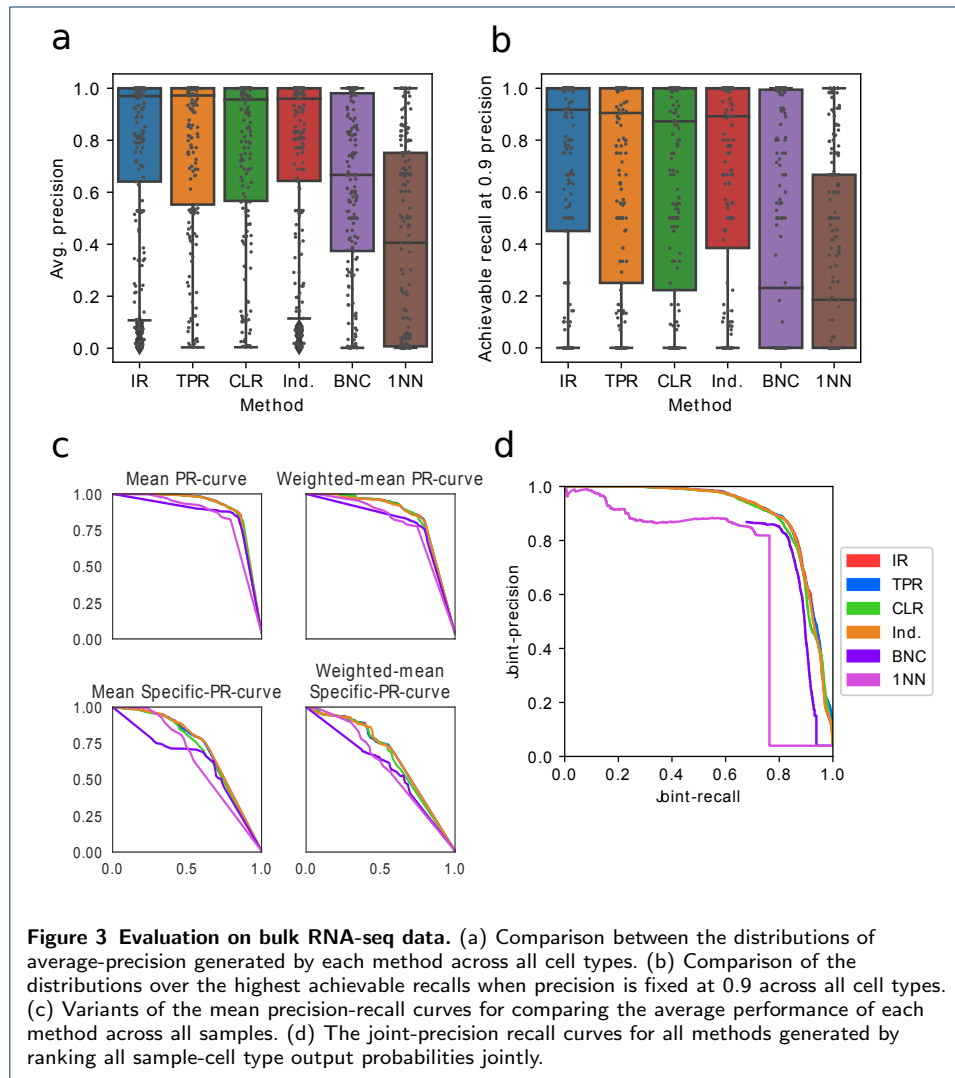 a
Avg. precision
1.0
0.8
0.6
0.4
0.2
0.0
IR TPR CLR Ind. BNC 1NN
Method
b
Achievable recall at 0.9 precision
1.0
0.8
0.6
0.4
0.2
0.0
IR TPR CLR Ind. BNC 1NN
Method
c
Mean PR-curve
Weighted-mean PR-curve
1.00
0.75
0.50
0.25
0.00
Mean Specific-PR-curve
Weighted-mean
Specific-PR-curve
1.00
0.75
0.50
0.25
0.00
0.0 0.5 1.0
0.0 0.5 1.0
d
Joint-precision
1.0
0.8
0.6
0.4
0.2
0.0
0.0 0.2 0.4 0.6 0.8 1.0
Joint-recall
IR
TPR
CLR
Ind.
BNC
1NN
Figure 3 Evaluation on bulk RNA-seq data. (a) Comparison between the distributions of
average-precision generated by each method across all cell types. (b) Comparison of the
distributions over the highest achievable recalls when precision is fixed at 0.9 across all cell types.
(c) Variants of the mean precision-recall curves for comparing the average performance of each
method across all samples. (d) The joint-precision recall curves for all methods generated by
ranking all sample-cell type output probabilities jointly.